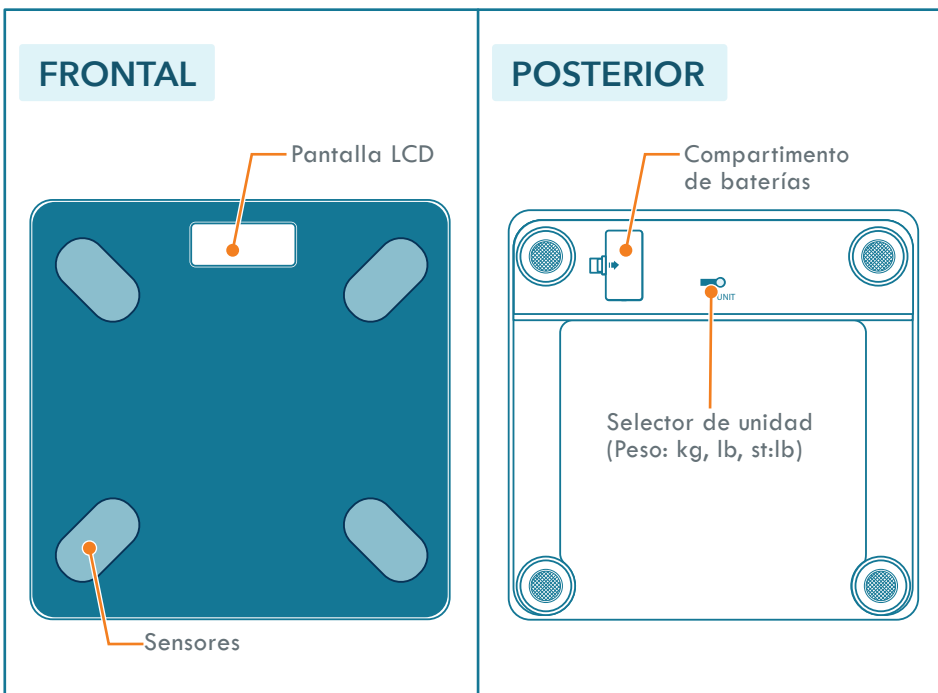 FRONTAL
Pantalla LCD
Sensores
POSTERIOR
Compartimento
de baterías
UNIT
Selector de unidad
(Peso: kg, lb, st:lb)